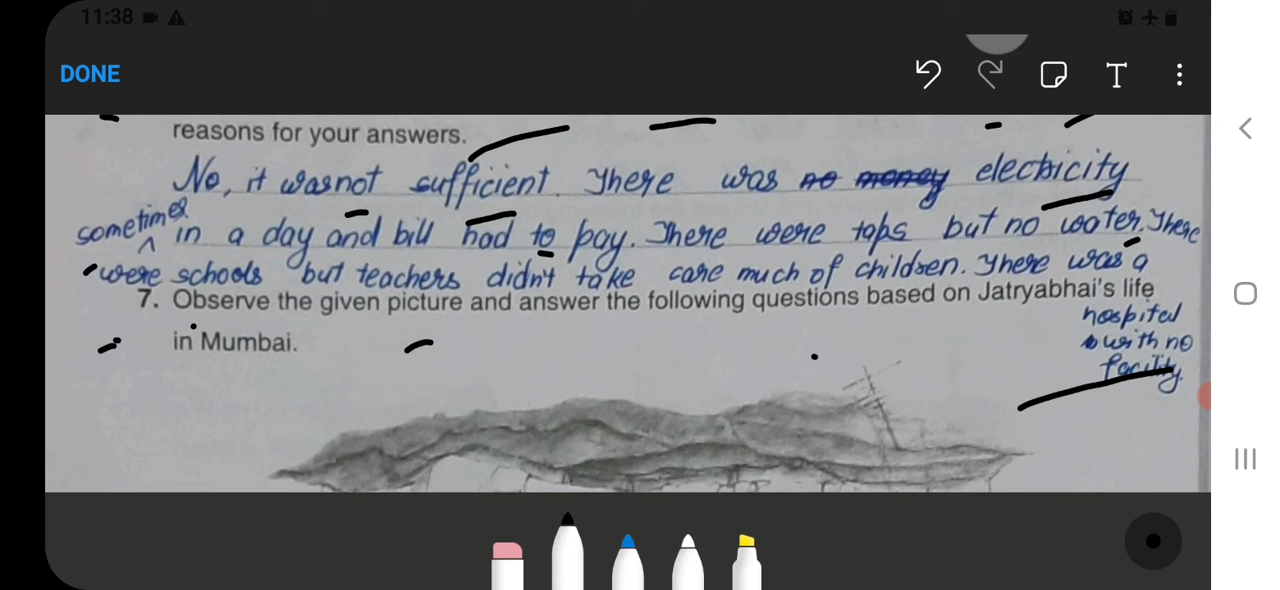 11:38
DONE
T
reasons for your answers.
No, it was not sufficient. There was no money electricity
sometimes in a day and bill had to pay. There were taps but no water. There
were schools but teachers didn't take care much of children. There was a
hospital
with no
facility.
7. Observe the given picture and answer the following questions based on Jatryabhai's life
in Mumbai.